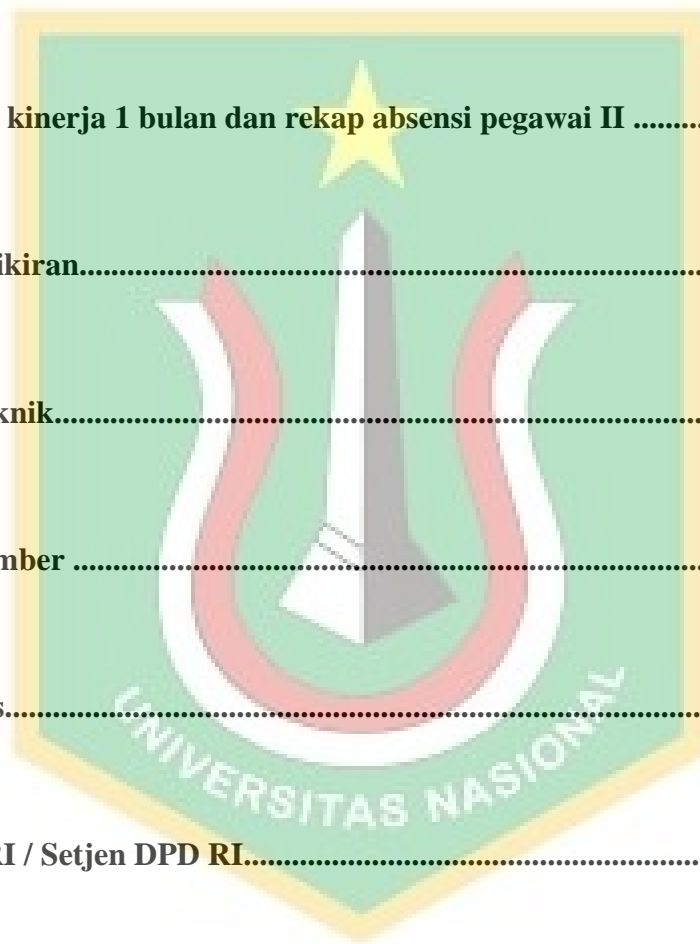 kinerja 1 bulan dan rekap absensi pegawai II ..........
ikiran..........................................................................
knik.............................................................................
mber ..........................................................................
s...................................................................................
RI / Setjen DPD RI.......................................................
UNIVERSITAS NASIONAL